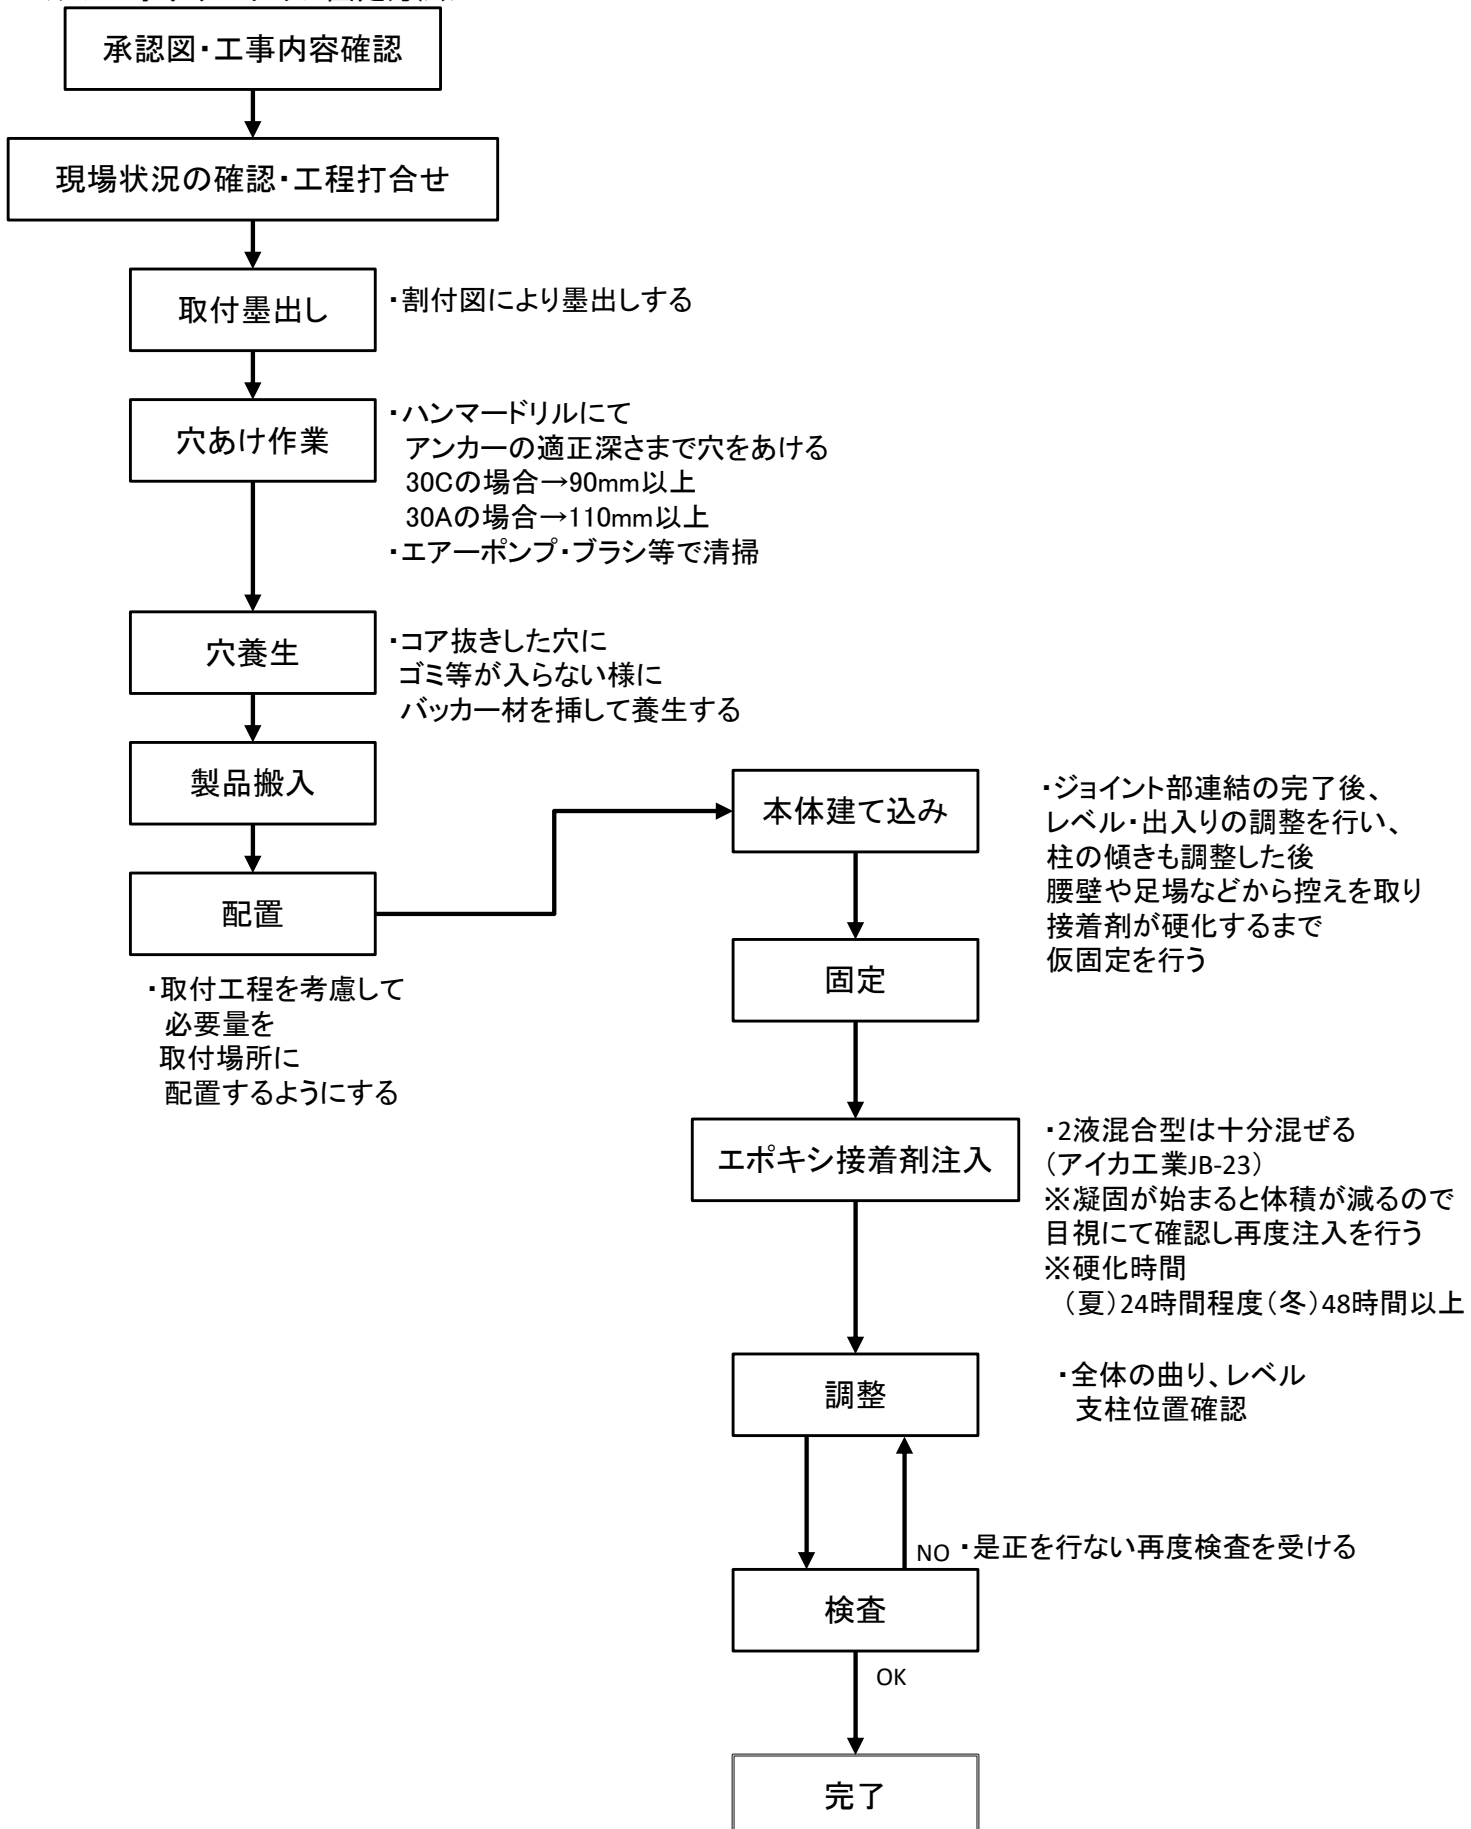 承認図・工事内容確認
現場状況の確認・工程打合せ
取付墨出し
・割付図により墨出しする
穴あけ作業
・ハンマードリルにて
アンカーの適正深さまで穴をあける
30Cの場合→90mm以上
30Aの場合→110mm以上
・エアーポンプ・ブラシ等で清掃
穴養生
・コア抜きした穴に
ゴミ等が入らない様に
バッカー材を挿して養生する
製品搬入
配置
・取付工程を考慮して
必要量を
取付場所に
配置するようにする
本体建て込み
・ジョイント部連結の完了後、
レベル・出入りの調整を行い、
柱の傾きも調整した後
腰壁や足場などから控えを取り
接着剤が硬化するまで
仮固定を行う
固定
エポキシ接着剤注入
・2液混合型は十分混ぜる
（アイカ工業JB-23）
※凝固が始まると体積が減るので
目視にて確認し再度注入を行う
※硬化時間
（夏）24時間程度（冬）48時間以上
調整
・全体の曲り、レベル
支柱位置確認
NO ・是正を行ない再度検査を受ける
検査
OK
完了